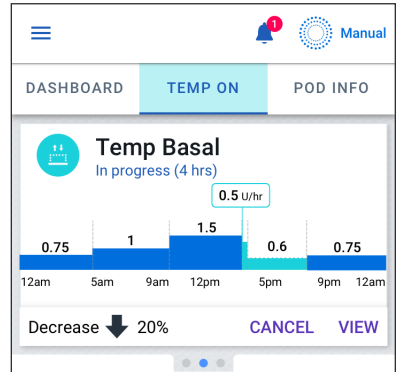 1
Manual
DASHBOARD TEMP ON POD INFO
Temp Basal
In progress (4 hrs)
0.5 U/hr
0.75 1 1.5 0.6 0.75
12am 5am 9am 12pm 5pm 9pm 12am
Decrease 20% CANCEL VIEW